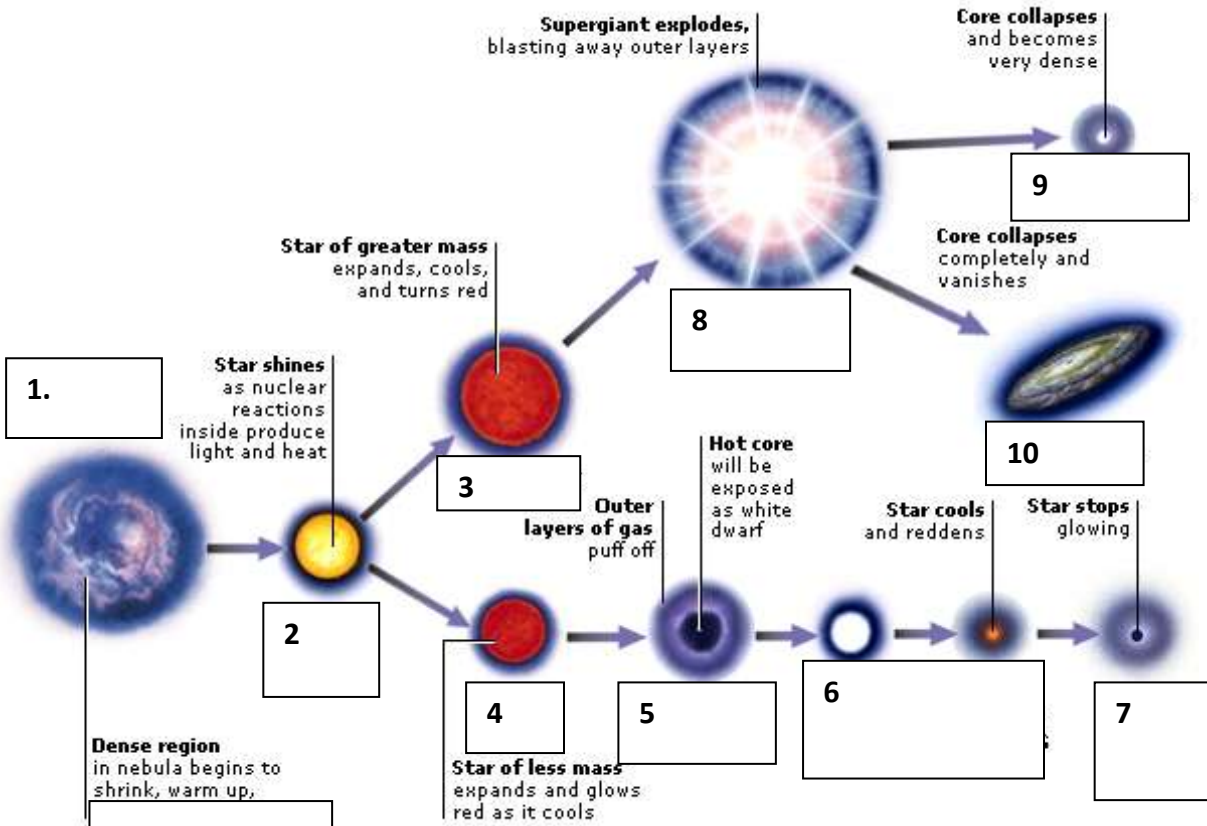 Supergiant explodes,
blasting away outer layers
Core collapses
and becomes
very dense
9
Star of greater mass
expands, cools,
and turns red
Core collapses
completely and
vanishes
8
1.
Star shines
as nuclear
reactions
inside produce
light and heat
10
3
Hot core
will be
exposed
as white
dwarf
Outer
layers of gas
puff off
Star cools
and reddens
Star stops
glowing
2
4
5
6
7
Dense region
in nebula begins to
shrink, warm up,
Star of less mass
expands and glows
red as it cools